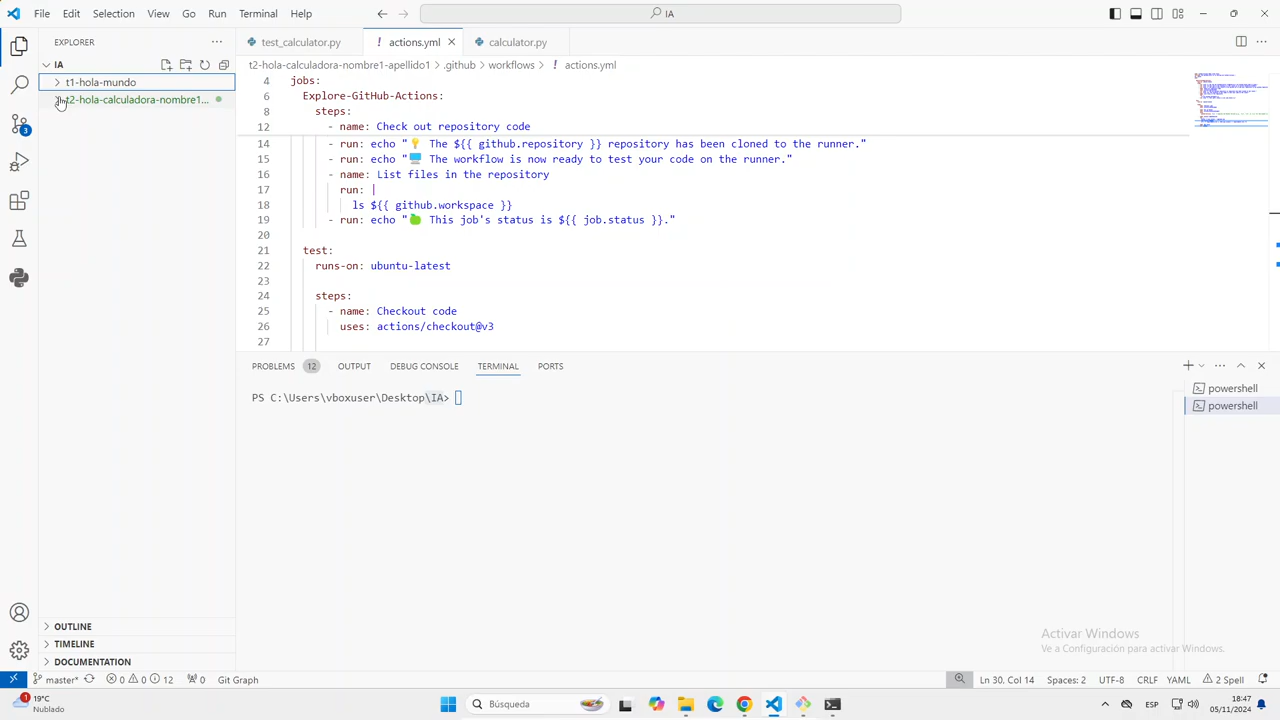 File Edit Selection View Go Run Terminal Help
IA
EXPLORER
test_calculator.py
actions.yml
calculator.py
IA
t2-hola-calculadora-nombre1-apellido1 > .github > workflows > actions.yml
t1-hola-mundo
t2-hola-calculadora-nombre1...
4 jobs:
5 Explore-GitHub-Actions:
6 steps:
12 - name: Check out repository code
14 - run: echo "💡 The ${{ github.repository }} repository has been cloned to the runner."
15 - run: echo "🖥️ The workflow is now ready to test your code on the runner."
16 - name: List files in the repository
17 run: |
18 ls ${{ github.workspace }}
19 - run: echo "🍏 This job's status is ${{ job.status }}."
20
21 test:
22 runs-on: ubuntu-latest
23
24 steps:
25 - name: Checkout code
26 uses: actions/checkout@v3
27
PROBLEMS 12 OUTPUT DEBUG CONSOLE TERMINAL PORTS
PS C:\Users\vboxuser\Desktop\IA>
powershell
powershell
3
OUTLINE
TIMELINE
DOCUMENTATION
Activar Windows
Ve a Configuración para activar Windows.
master* 0 0 12 0 Git Graph
Ln 30, Col 14 Spaces: 2 UTF-8 CRLF YAML 2 Spell
1
19°C
Nublado
Búsqueda
ESP
18:47
05/11/2024